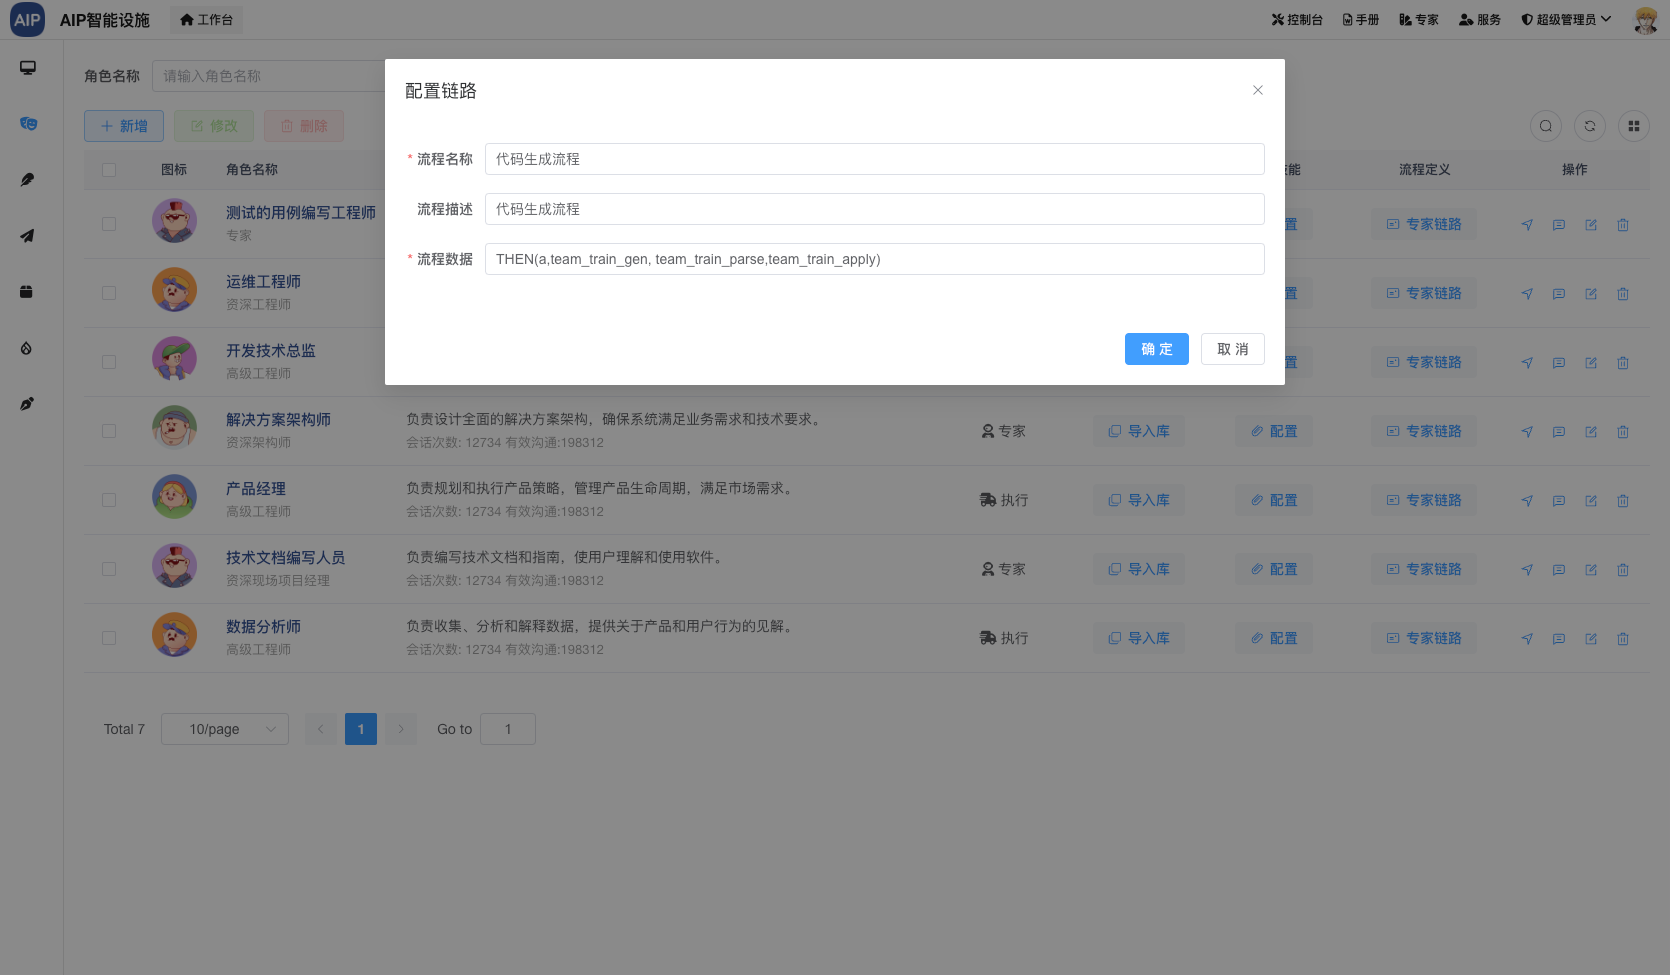 AIP
AIP智能设施
工作台
控制台
手册
专家
服务
超级管理员
角色名称
请输入角色名称
新增
修改
删除
配置链路
* 流程名称
代码生成流程
流程描述
代码生成流程
* 流程数据
THEN(a,team_train_gen, team_train_parse,team_train_apply)
确 定
取 消
图标
角色名称
能
流程定义
操作
测试的用例编写工程师
专家
置
专家链路
运维工程师
资深工程师
置
专家链路
开发技术总监
高级工程师
置
专家链路
解决方案架构师
资深架构师
负责设计全面的解决方案架构，确保系统满足业务需求和技术要求。
会话次数: 12734 有效沟通:198312
专家
导入库
配置
专家链路
产品经理
高级工程师
负责规划和执行产品策略，管理产品生命周期，满足市场需求。
会话次数: 12734 有效沟通:198312
执行
导入库
配置
专家链路
技术文档编写人员
资深现场项目经理
负责编写技术文档和指南，使用户理解和使用软件。
会话次数: 12734 有效沟通:198312
专家
导入库
配置
专家链路
数据分析师
高级工程师
负责收集、分析和解释数据，提供关于产品和用户行为的见解。
会话次数: 12734 有效沟通:198312
执行
导入库
配置
专家链路
Total 7
10/page
1
Go to
1